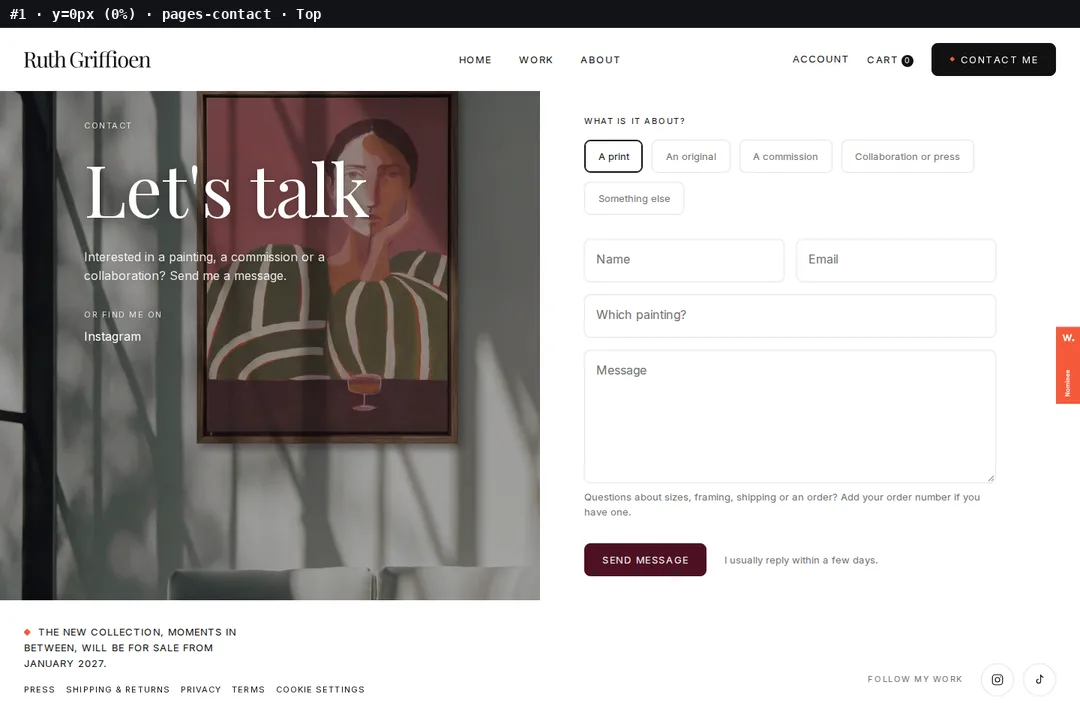 #1 · y=0px (0%) · pages-contact · Top
Ruth Griffioen
HOME WORK ABOUT
ACCOUNT CART 0
CONTACT ME
CONTACT
Let's talk
Interested in a painting, a commission or a
collaboration? Send me a message.
OR FIND ME ON
Instagram
WHAT IS IT ABOUT?
A print An original A commission Collaboration or press
Something else
Name Email
Which painting?
Message
Questions about sizes, framing, shipping or an order? Add your order number if you
have one.
SEND MESSAGE I usually reply within a few days.
W.
Nominee
THE NEW COLLECTION, MOMENTS IN
BETWEEN, WILL BE FOR SALE FROM
JANUARY 2027.
PRESS SHIPPING & RETURNS PRIVACY TERMS COOKIE SETTINGS
FOLLOW MY WORK